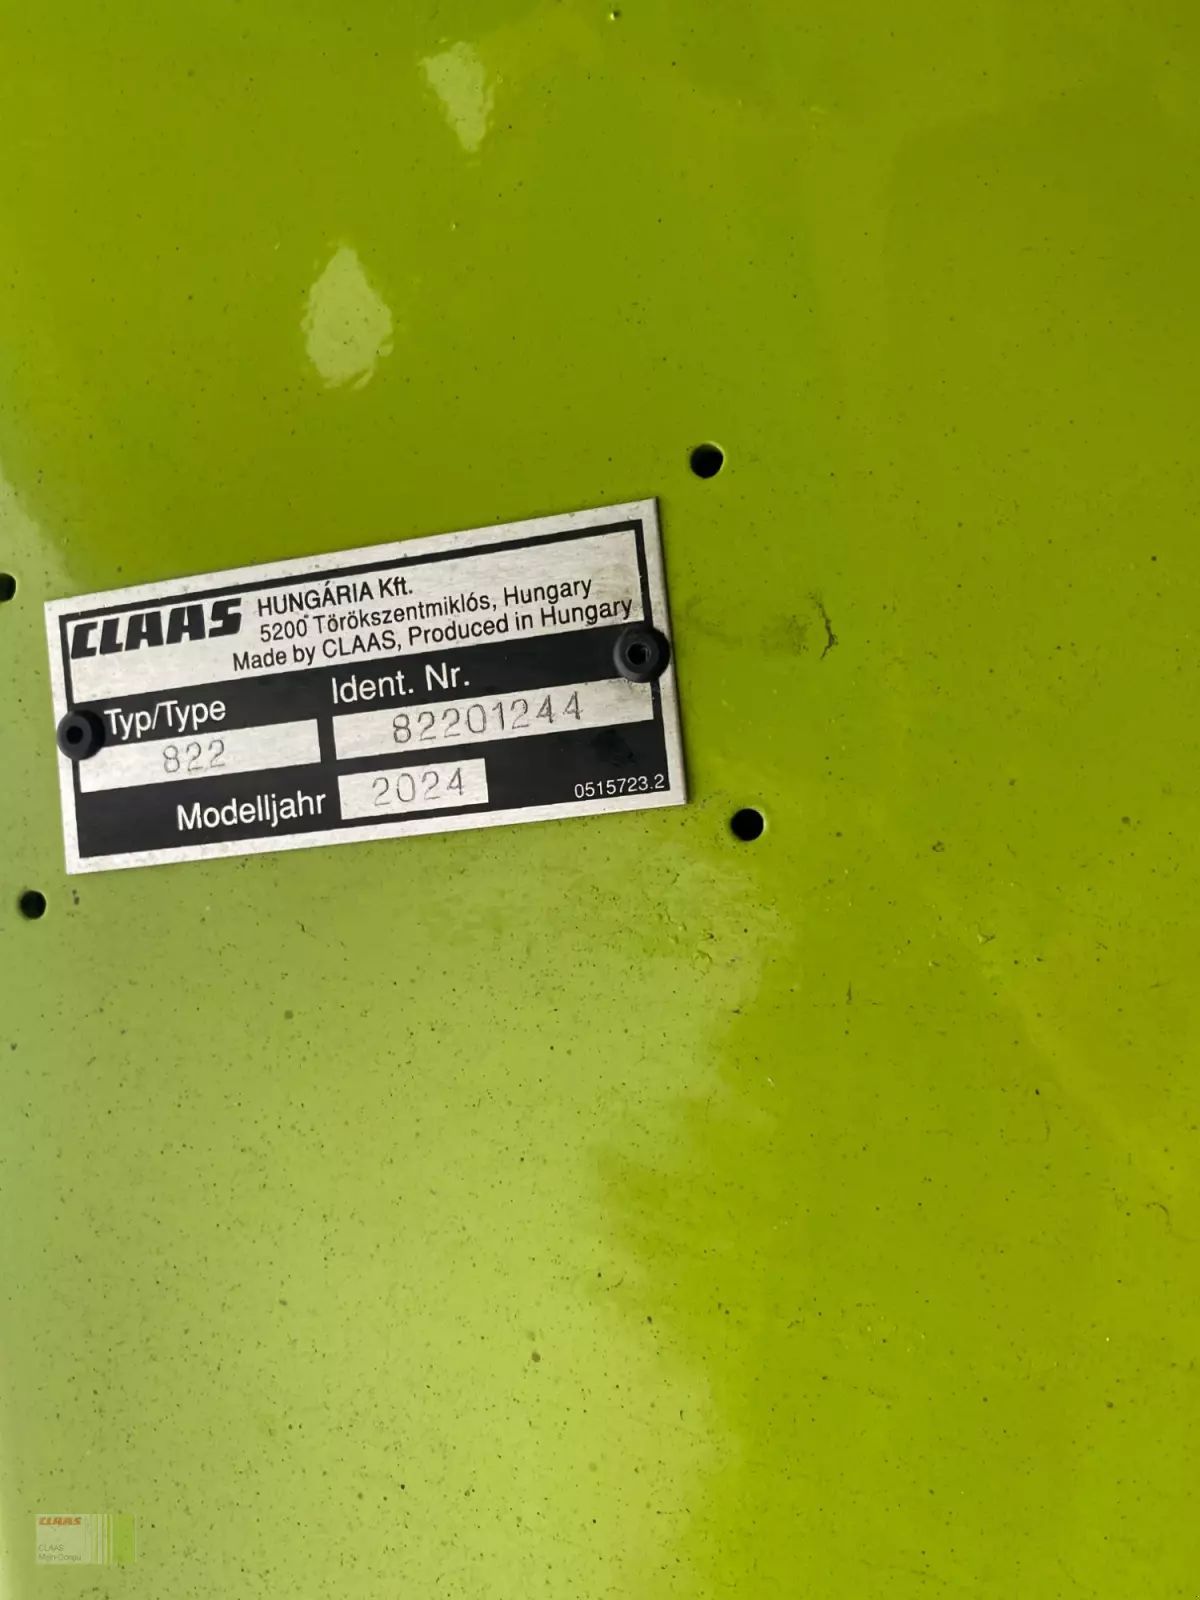 CLAAS HUNGÁRIA Kft.
5200 Törökszentmiklós, Hungary
Made by CLAAS, Produced in Hungary
Typ/Type Ident. Nr.
822 82201244
Modelljahr 2024 0515723.2
CLAAS
CLAAS